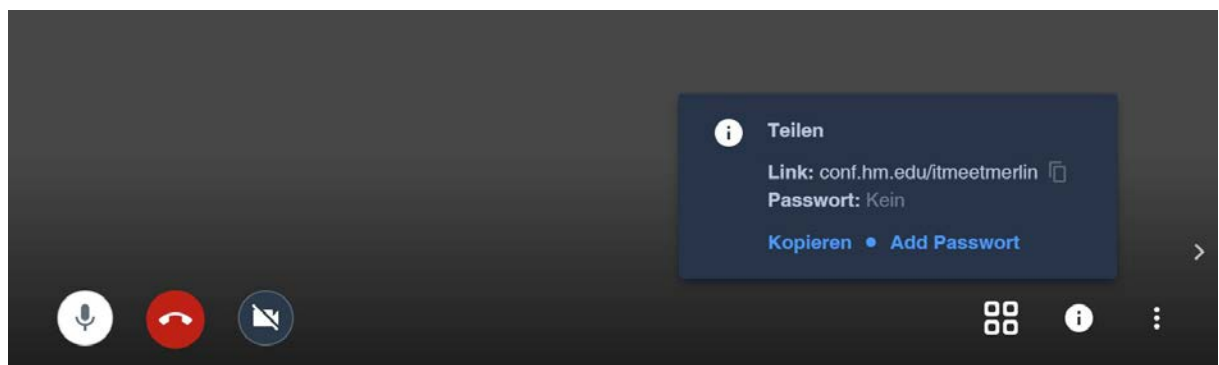 Teilen
Link: conf.hm.edu/itmeetmerlin
Passwort: Kein
Kopieren • Add Passwort